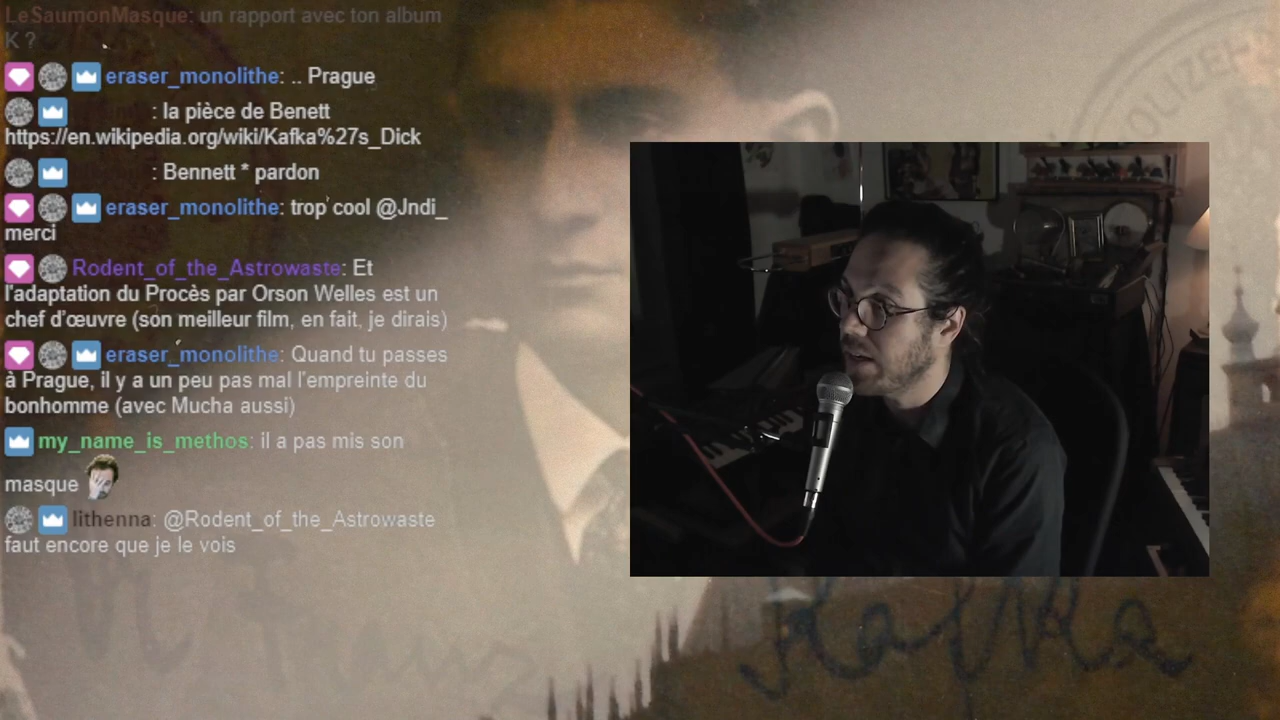 LeSaumonMasque: un rapport avec ton album
K ?
eraser_monolithe: .. Prague
: la pièce de Benett
https://en.wikipedia.org/wiki/Kafka%27s_Dick
: Bennett * pardon
eraser_monolithe: trop cool @Jndi_
merci
Rodent_of_the_Astrowaste: Et
l'adaptation du Procès par Orson Welles est un
chef d'œuvre (son meilleur film, en fait, je dirais)
eraser_monolithe: Quand tu passes
à Prague, il y a un peu pas mal l'empreinte du
bonhomme (avec Mucha aussi)
my_name_is_methos: il a pas mis son
masque
lithenna: @Rodent_of_the_Astrowaste
faut encore que je le vois
Franz
Kafka